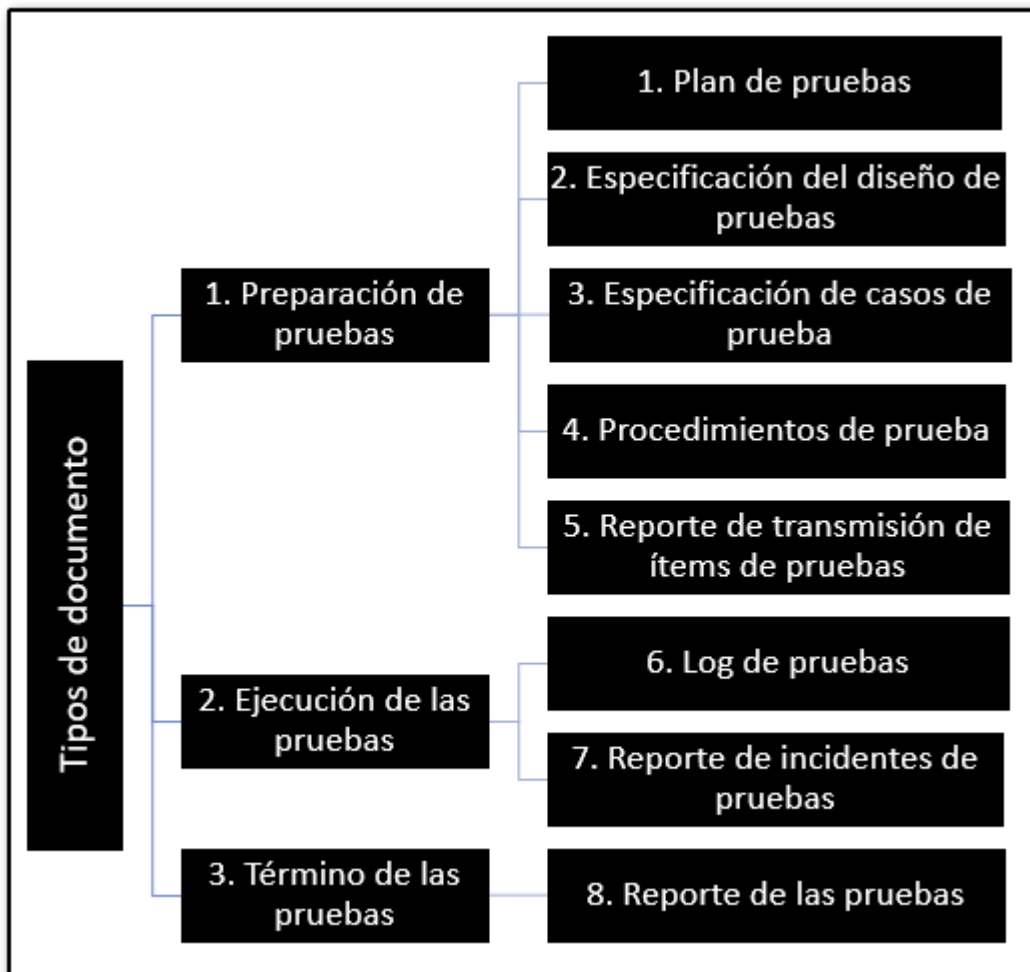 Tipos de documento
1. Preparación de
pruebas
1. Plan de pruebas
2. Especificación del diseño de
pruebas
3. Especificación de casos de
prueba
4. Procedimientos de prueba
5. Reporte de transmisión de
ítems de pruebas
2. Ejecución de las
pruebas
6. Log de pruebas
7. Reporte de incidentes de
pruebas
3. Término de las
pruebas
8. Reporte de las pruebas